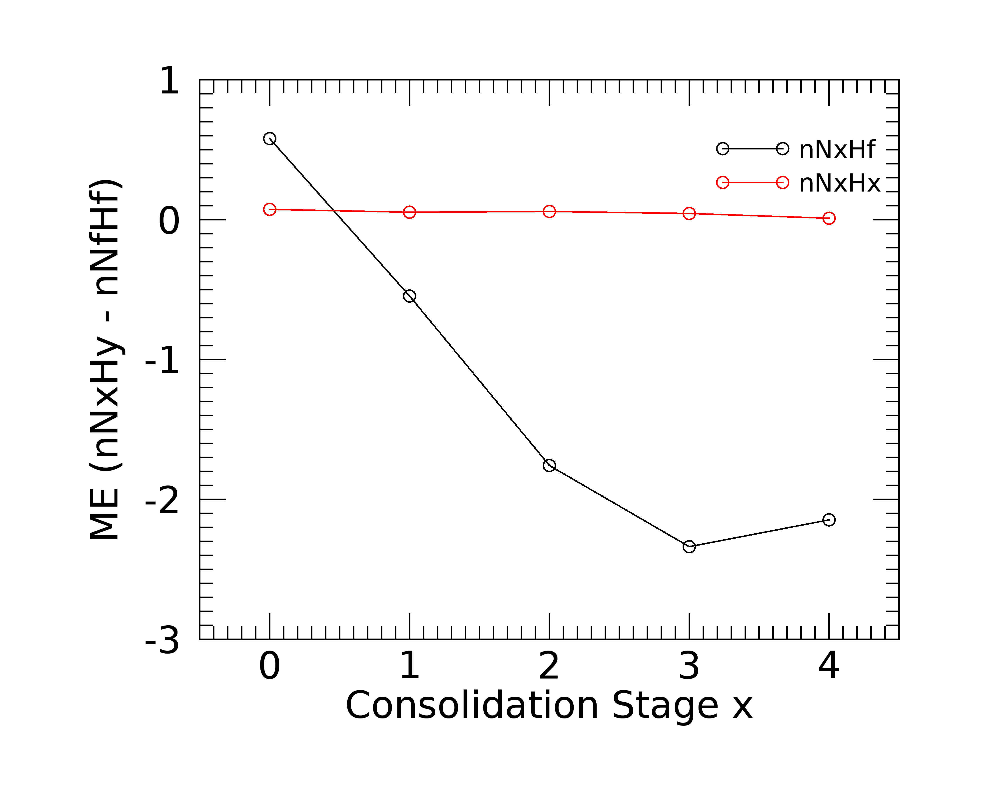 1
0
-1
-2
-3
ME (nNxHy - nNfHf)
nNxHf
nNxHx
0 1 2 3 4
Consolidation Stage x